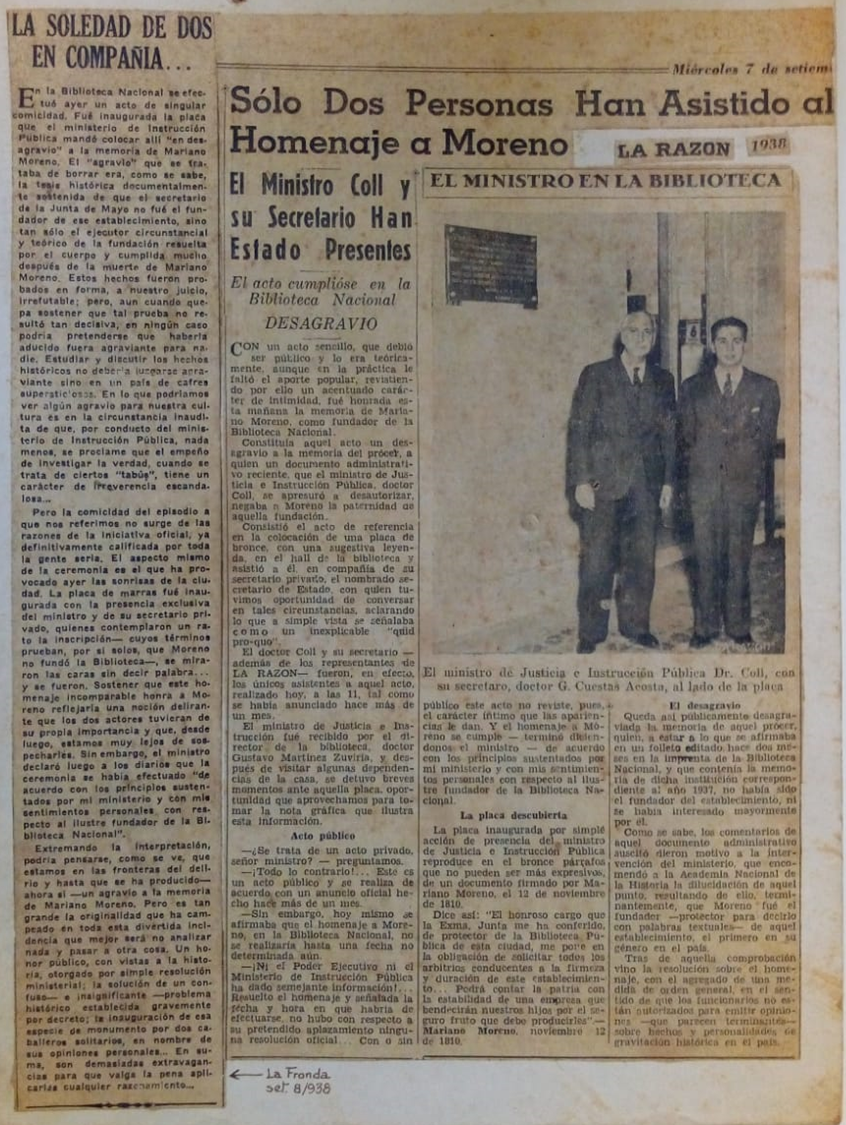 LA SOLEDAD DE DOS
EN COMPAÑIA...
En la Biblioteca Nacional se efec-
tuó ayer un acto de singular
comicidad. Fué inaugurada la placa
que el ministerio de Instrucción
Pública mandó colocar allí "en des-
agravio" a la memoria de Mariano
Moreno. El "agravio" que se tra-
taba de borrar era, como se sabe,
la tesis histórica documentalmen-
te sostenida de que el secretario
de la Junta de Mayo no fué el fun-
dador de ese establecimiento, sino
tan sólo el ejecutor circunstancial
y teórico de la fundación resuelta
por el cuerpo y cumplida mucho
después de la muerte de Mariano
Moreno. Estos hechos fueron pro-
bados en forma, a nuestro juicio,
irrefutable; pero, aun cuando que-
pa sostener que tal prueba no re-
sultó tan decisiva, en ningún caso
podría pretenderse que haberla
aducido fuera agraviante para na-
die. Estudiar y discutir los hechos
históricos no debería juzgarse agra-
viante sino en un país de cafres
supersticiosos. En lo que podríamos
ver algún agravio para nuestra cul-
tura es en la circunstancia inaudi-
ta de que, por conducto del minis-
terio de Instrucción Pública, nada
menos, se proclame que el empeño
de investigar la verdad, cuando se
trata de ciertos "tabús", tiene un
carácter de irreverencia escanda-
losa...
Pero la comicidad del episodio a
que nos referimos no surge de las
razones de la iniciativa oficial, ya
definitivamente calificada por toda
la gente seria. El aspecto mismo
de la ceremonia es el que ha pro-
vocado ayer las sonrisas de la ciu-
dad. La placa de marras fué inau-
gurada con la presencia exclusiva
del ministro y de su secretario pri-
vado, quienes contemplaron un ra-
to la inscripción— cuyos términos
prueban, por sí solos, que Moreno
no fundó la Biblioteca—, se mira-
ron las caras sin decir palabra...
y se fueron. Sostener que este ho-
menaje incomparable honra a Mo-
reno reflejaría una noción deliran-
te que los dos actores tuvieran de
su propia importancia y que, desde
luego, estamos muy lejos de sos-
pecharles. Sin embargo, el ministro
declaró luego a los diarios que la
ceremonia se había efectuado "de
acuerdo con los principios susten-
tados por mi ministerio y con mis
sentimientos personales con res-
pecto al ilustre fundador de la Bi-
blioteca Nacional".
Extremando la interpretación,
podría pensarse, como se ve, que
estamos en las fronteras del deli-
rio y hasta que se ha producido—
ahora sí —un agravio a la memoria
de Mariano Moreno. Pero es tan
grande la originalidad que ha cam-
peado en toda esta divertida inci-
dencia que mejor será no analizar
nada y pasar a otra cosa. Un ho-
nor público, con vistas a la histo-
ria, otorgado por simple resolución
ministerial; la solución de un con-
fuso— e insignificante —problema
histórico establecida gravemente
por decreto; la inauguración de esa
especie de monumento por dos ca-
balleros solitarios, en nombre de
sus opiniones personales... En su-
ma, son demasiadas extravagan-
cias para que valga la pena apli-
carles cualquier razonamiento...
← La Fronda
set. 8/938
Miércoles 7 de setiem
Sólo Dos Personas Han Asistido al
Homenaje a Moreno
LA RAZON 1938
El Ministro Coll y
su Secretario Han
Estado Presentes
El acto cumplióse en la
Biblioteca Nacional
DESAGRAVIO
CON un acto sencillo, que debió
ser público y lo era teórica-
mente, aunque en la práctica le
faltó el aporte popular, revistien-
do por ello un acentuado carác-
ter de intimidad, fué honrada es-
ta mañana la memoria de Maria-
no Moreno, como fundador de la
Biblioteca Nacional.
Constituía aquel acto un des-
agravio a la memoria del prócer, a
quien un documento administrati-
vo reciente, que el ministro de Jus-
ticia e Instrucción Pública, doctor
Coll, se apresuró a desautorizar,
negaba a Moreno la paternidad de
aquella fundación.
Consistió el acto de referencia
en la colocación de una placa de
bronce, con una sugestiva leyen-
da, en el hall de la biblioteca y
asistió a él, en compañía de su
secretario privado, el nombrado se-
cretario de Estado, con quien tu-
vimos oportunidad de conversar
en tales circunstancias, aclarando
lo que a simple vista se señalaba
como un inexplicable "quid
pro-quo".
El doctor Coll y su secretario —
además de los representantes de
LA RAZON— fueron, en efecto,
los únicos asistentes a aquel acto,
realizado hoy, a las 11, tal como
se había anunciado hace más de
un mes.
El ministro de Justicia e Ins-
trucción fué recibido por el di-
rector de la biblioteca, doctor
Gustavo Martínez Zuviría, y des-
pués de visitar algunas dependen-
cias de la casa, se detuvo breves
momentos ante aquella placa, opor-
tunidad que aprovechamos para to-
mar la nota gráfica que ilustra
esta información.
Acto público
—¿Se trata de un acto privado,
señor ministro? — preguntamos.
—¡Todo lo contrario!... Este es
un acto público y se realiza de
acuerdo con un anuncio oficial he-
cho hace más de un mes.
—Sin embargo, hoy mismo se
afirmaba que el homenaje a More-
no, en la Biblioteca Nacional, no
se realizaría hasta una fecha no
determinada aún.
—¡Ni el Poder Ejecutivo ni el
Ministerio de Instrucción Pública
ha dado semejante información!...
Resuelto el homenaje y señalada la
fecha y hora en que habría de
efectuarse, no hubo con respecto a
su pretendido aplazamiento ningu-
na resolución oficial... Con o sin
EL MINISTRO EN LA BIBLIOTECA
6
El ministro de Justicia e Instrucción Pública Dr. Coll, con
su secretaro, doctor G. Cuestas Acosta, al lado de la placa
público este acto no reviste, pues,
el carácter íntimo que las aparien-
cias le dan. Y el homenaje a Mo-
reno se cumple — terminó dicién-
donos el ministro — de acuerdo
con los principios sustentados por
mi ministerio y con mis sentimien-
tos personales con respecto al ilus-
tre fundador de la Biblioteca Na-
cional.
La placa descubierta
La placa inaugurada por simple
acción de presencia del ministro
de Justicia e Instrucción Pública
reproduce en el bronce párrafos
que no pueden ser más expresivos,
de un documento firmado por Ma-
riano Moreno, el 12 de noviembre
de 1810.
Dice así: "El honroso cargo que
la Exma. Junta me ha conferido,
de protector de la Biblioteca Pú-
blica de esta ciudad, me pone en
la obligación de solicitar todos los
arbitrios conducentes a la firmeza
y duración de este establecimien-
to... Podrá contar la patria con
la estabilidad de una empresa que
bendecirán nuestros hijos por el se-
guro fruto que debe producirles"—
Mariano Moreno, noviembre 12
de 1810.
El desagravio
Queda así públicamente desagra-
viada la memoria de aquel prócer,
quien, a estar a lo que se afirmaba
en un folleto editado hace dos me-
ses en la imprenta de la Biblioteca
Nacional, y que contenía la memo-
ria de dicha institución correspon-
diente al año 1937, no había sido
el fundador del establecimiento, ni
se había interesado mayormente
por él.
Como se sabe, los comentarios de
aquel documento administrativo
suscitó dieron motivo a la inter-
vención del ministro, que enco-
mendó a la Academia Nacional de
la Historia la dilucidación de aquel
punto, resultando de ello, termi-
nantemente, que Moreno fué el
fundador —protector para decirlo
con palabras textuales— de aquel
establecimiento, el primero en su
género en el país.
Tras de aquella comprobación
vino la resolución sobre el home-
naje, con el agregado de una me-
dida de orden general, en el sen-
tido de que los funcionarios no es-
tán autorizados para emitir opinio-
nes —que parecen terminantes—
sobre hechos y personalidades de
gravitación histórica en el país.